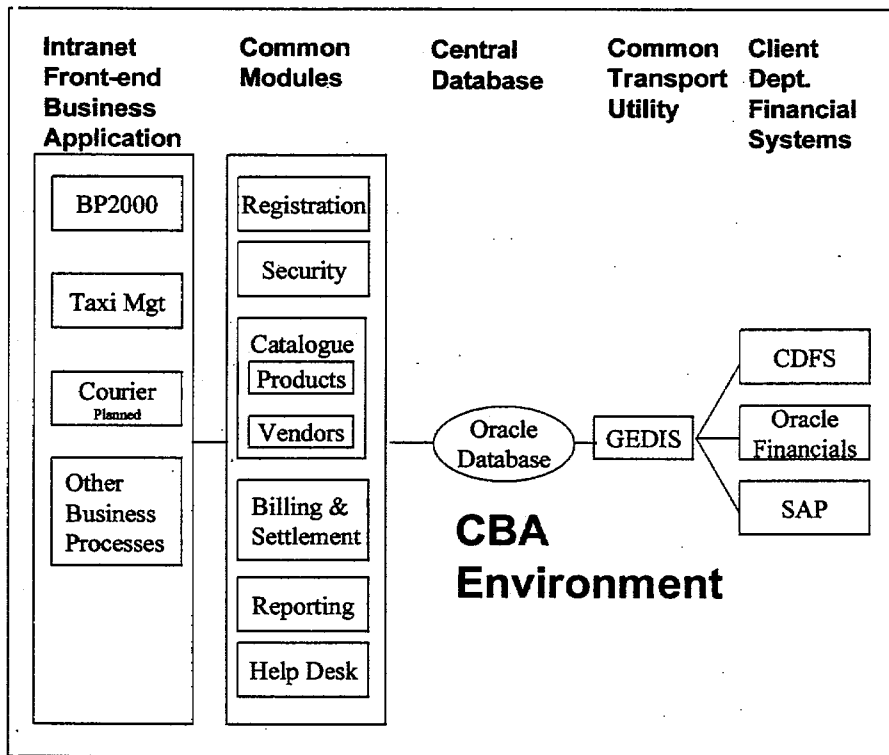 Intranet
Front-end
Business
Application
Common
Modules
Central
Database
Common
Transport
Utility
Client
Dept.
Financial
Systems
BP2000
Taxi Mgt
Courier
Planned
Other
Business
Processes
Registration
Security
Catalogue
Products
Vendors
Billing &
Settlement
Reporting
Help Desk
Oracle
Database
GEDIS
CDFS
Oracle
Financials
SAP
CBA
Environment